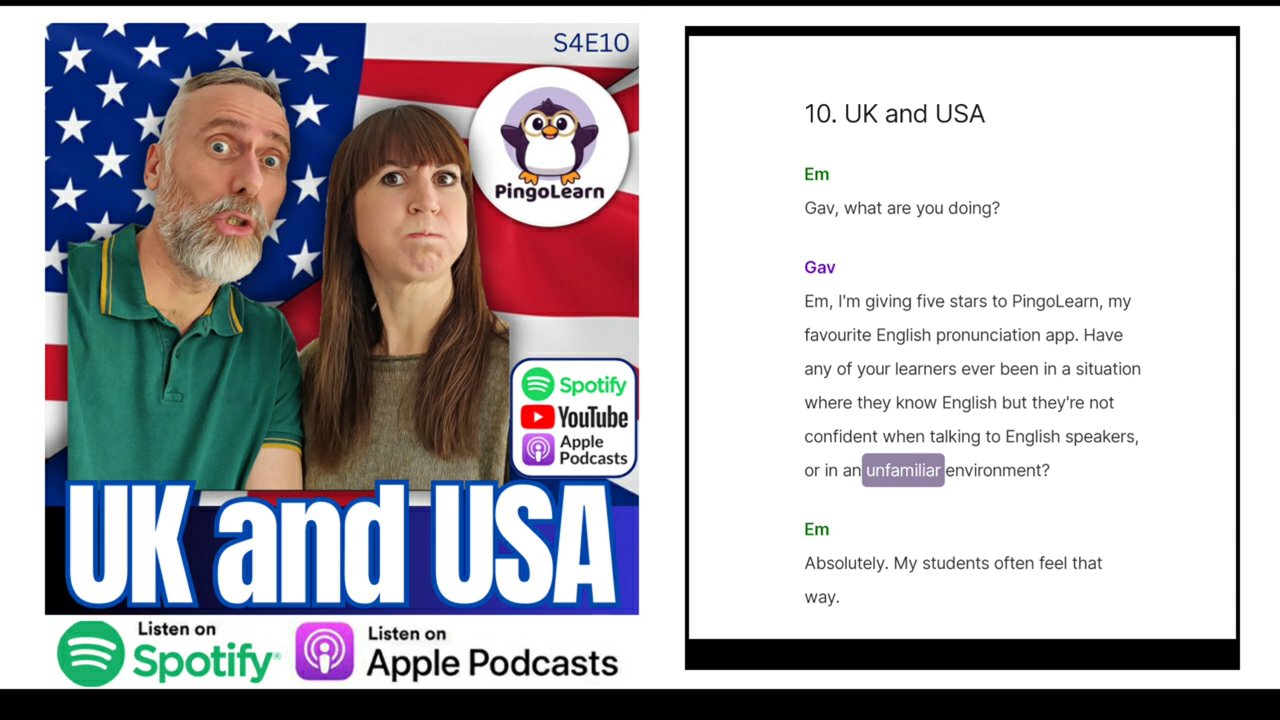 S4E10
PingoLearn
Spotify
YouTube
Apple
Podcasts
UK and USA
Listen on
Spotify
Listen on
Apple Podcasts
10. UK and USA
Em
Gav, what are you doing?
Gav
Em, I'm giving five stars to PingoLearn, my
favourite English pronunciation app. Have
any of your learners ever been in a situation
where they know English but they're not
confident when talking to English speakers,
or in an unfamiliar environment?
Em
Absolutely. My students often feel that
way.